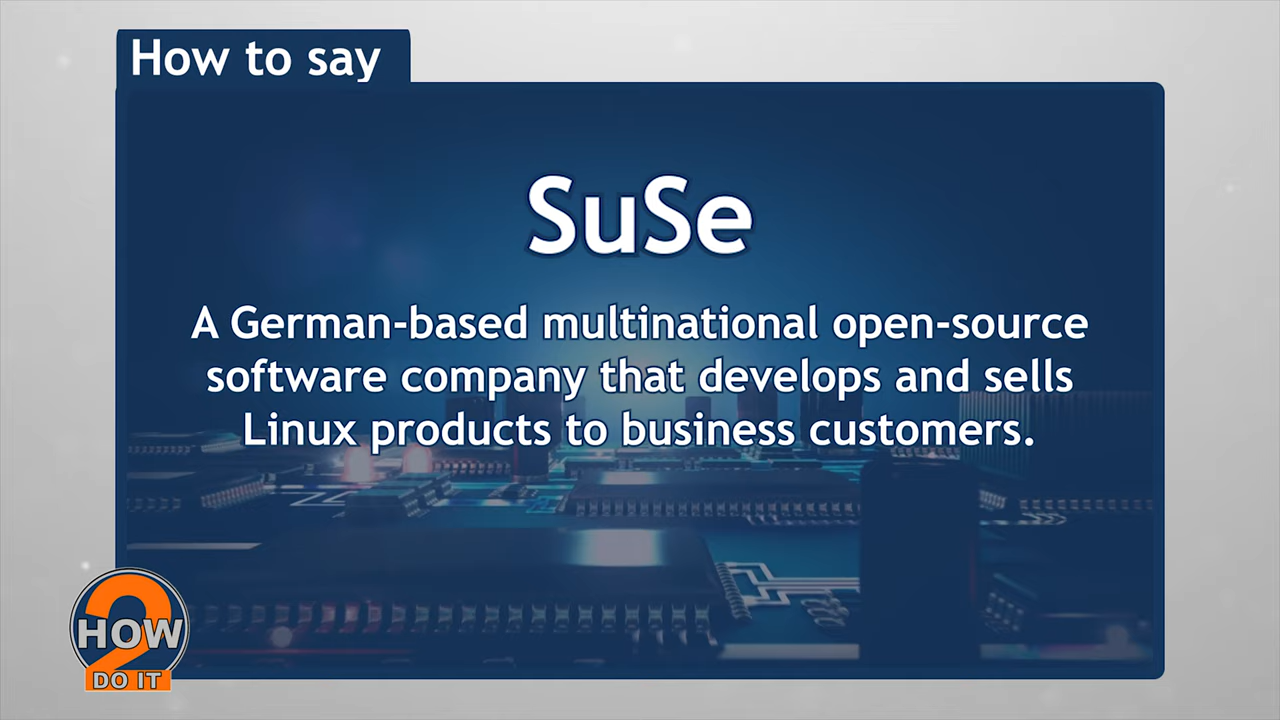 How to say
SuSe
A German-based multinational open-source
software company that develops and sells
Linux products to business customers.
HOW
2
DO IT